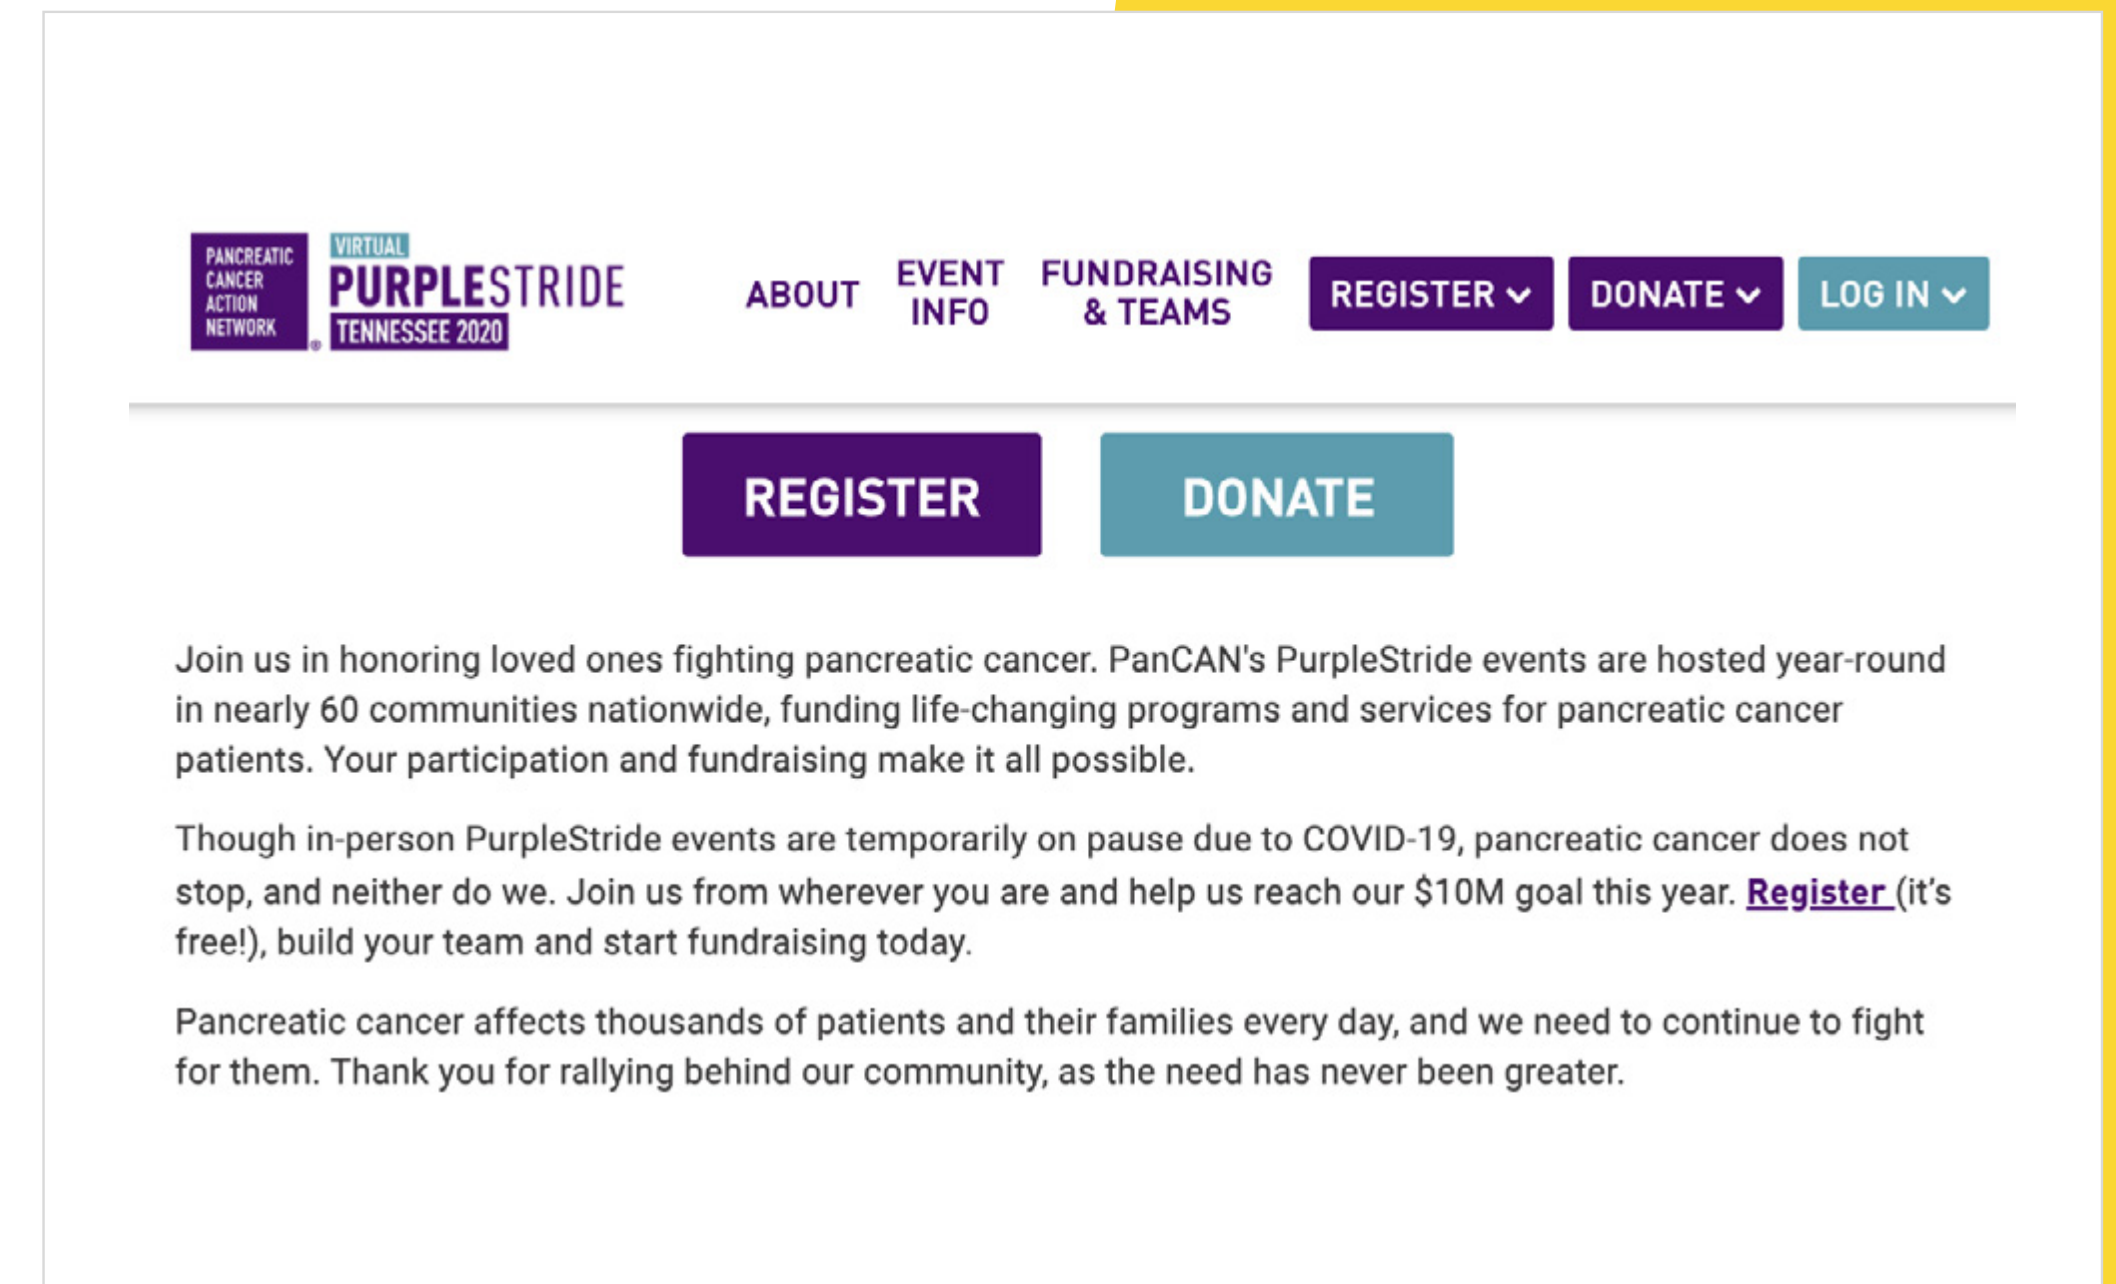 PANCREATIC
CANCER
ACTION
NETWORK
®
VIRTUAL
PURPLESTRIDE
TENNESSEE 2020
ABOUT
EVENT
INFO
FUNDRAISING
& TEAMS
REGISTER
DONATE
LOG IN
REGISTER
DONATE
Join us in honoring loved ones fighting pancreatic cancer. PanCAN's PurpleStride events are hosted year-round
in nearly 60 communities nationwide, funding life-changing programs and services for pancreatic cancer
patients. Your participation and fundraising make it all possible.
Though in-person PurpleStride events are temporarily on pause due to COVID-19, pancreatic cancer does not
stop, and neither do we. Join us from wherever you are and help us reach our $10M goal this year. Register (it’s
free!), build your team and start fundraising today.
Pancreatic cancer affects thousands of patients and their families every day, and we need to continue to fight
for them. Thank you for rallying behind our community, as the need has never been greater.